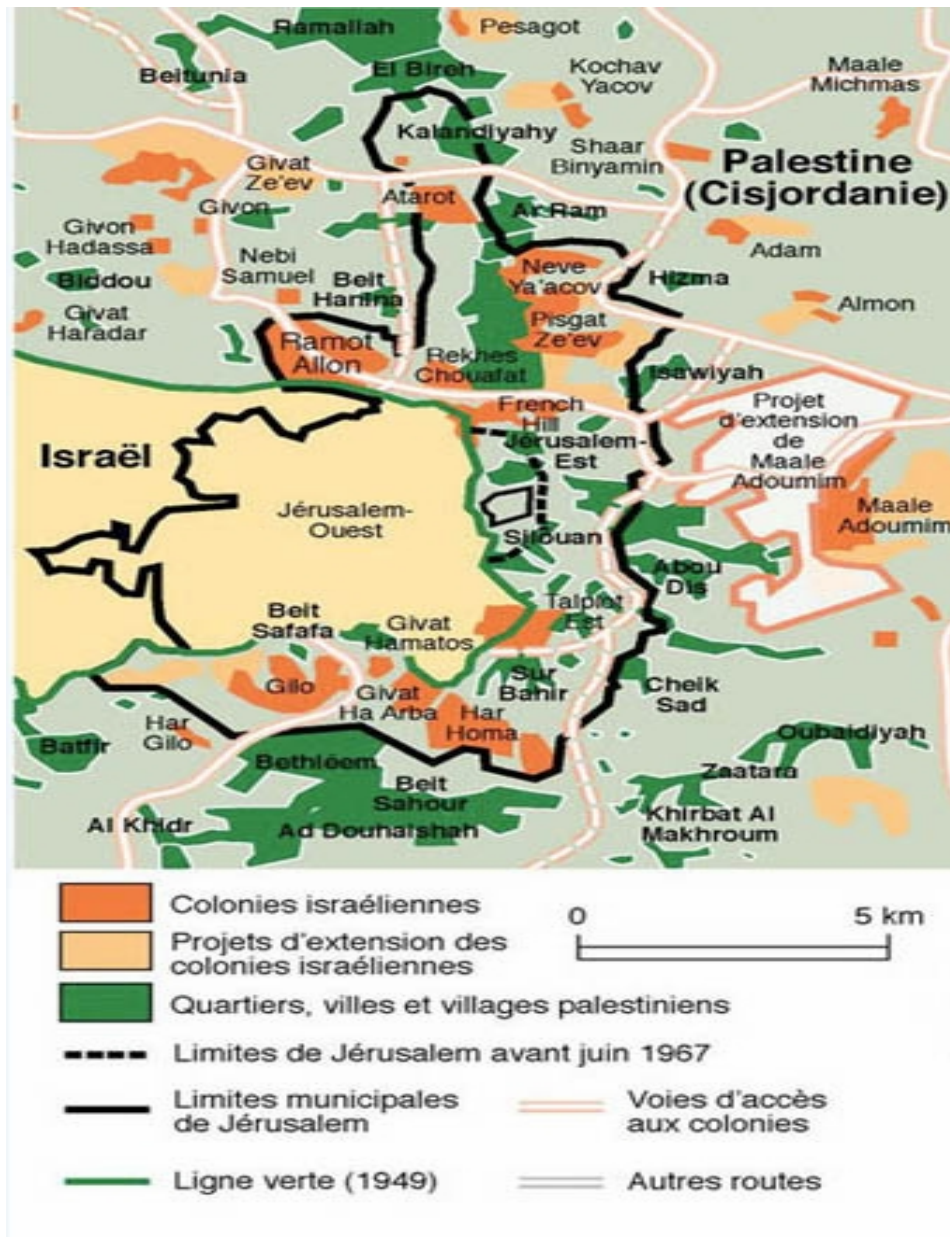 Ramallah
Pesagot
Beitunia
El Bireh
Kochav
Yacov
Maale
Michmas
Kalandiyahy
Shaar
Binyamin
Palestine
(Cisjordanie)
Givat
Ze'ev
Atarot
Givon
Ar Ram
Givon
Hadassa
Nebi
Samuel
Neve
Ya'acov
Adam
Biddou
Beit
Hanina
Hizma
Givat
Haradar
Pisgat
Ze'ev
Almon
Ramot
Allon
Rekhes
Chouafat
Isawiyah
French
Hill
Projet
d'extension
de
Maale
Adoumim
Israël
Jérusalem-
Est
Jérusalem-
Ouest
Maale
Adoumim
Silouan
Abou
Dis
Talpiot
Est
Beit
Safafa
Givat
Hamatos
Gilo
Sur
Bahir
Cheik
Sad
Givat
Ha Arba
Har
Homa
Har
Gilo
Batfir
Oubaidiyah
Bethléem
Zaatara
Beit
Sahour
Al Khidr
Ad Douhaishah
Khirbat Al
Makhroum
Colonies israéliennes
0 5 km
Projets d'extension des
colonies israéliennes
Quartiers, villes et villages palestiniens
Limites de Jérusalem avant juin 1967
Limites municipales
de Jérusalem
Voies d'accès
aux colonies
Ligne verte (1949)
Autres routes